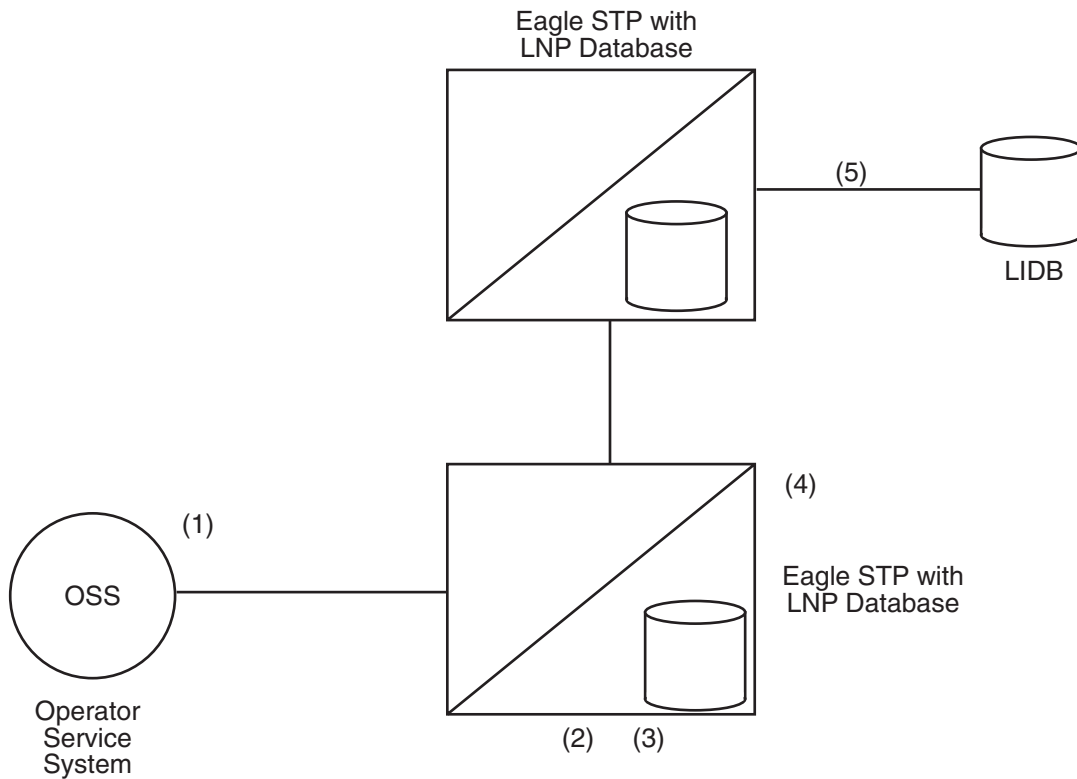 Eagle STP with
LNP Database
(5)
LIDB
(4)
(1)
Eagle STP with
LNP Database
OSS
Operator
Service
System
(2)
(3)